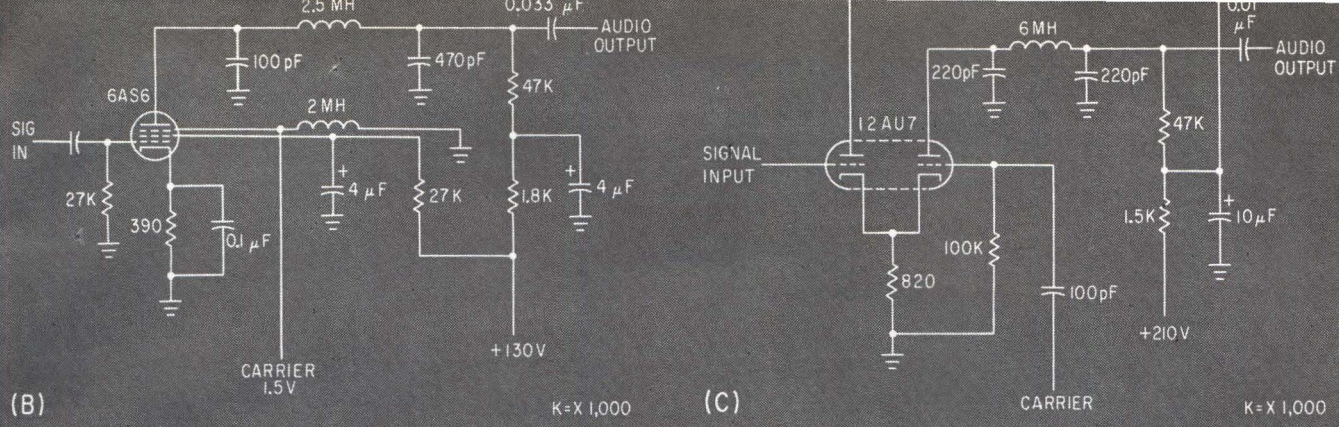 2.5 MH
0.033 µF
AUDIO
OUTPUT
100 pF
470 pF
47K
6AS6
2 MH
SIG
IN
+
4 µF
27K
1.8K
+
4 µF
27K
390
0.1 µF
+130V
CARRIER
1.5V
(B)
K=X 1,000
0.01
µF
6 MH
AUDIO
OUTPUT
220pF
220pF
47K
12AU7
SIGNAL
INPUT
1.5K
+
10 µF
100K
820
100pF
+210V
CARRIER
(C)
K=X 1,000